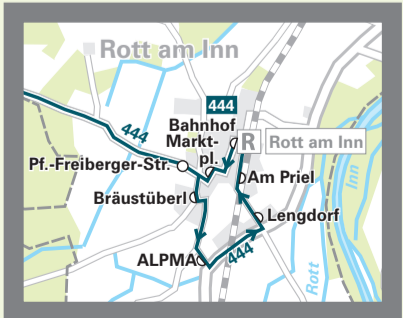 Rott am Inn
444
444
Bahnhof
Markt-
pl.
R Rott am Inn
Pf.-Freiberger-Str.
Am Priel
Bräustüberl
Lengdorf
ALPMA
444
Rott
Inn